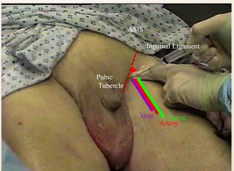 ASIS
Inguinal Ligament
Pubic
Tubercle
Vein
Artery